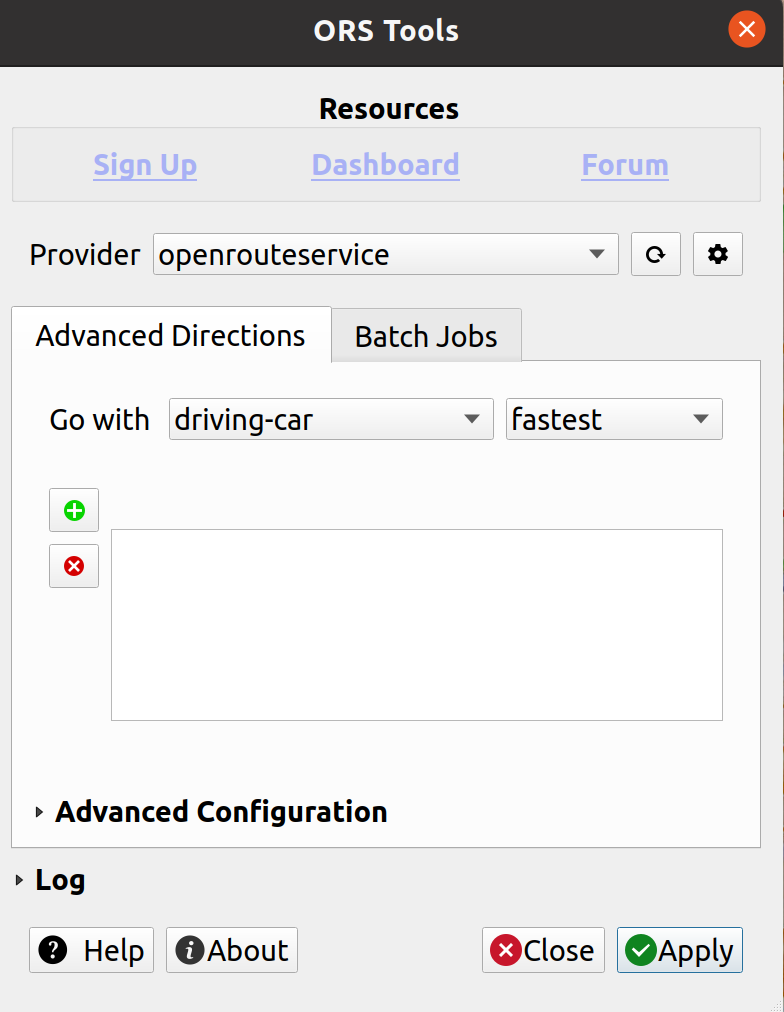 ORS Tools
Resources
Sign Up Dashboard Forum
Provider openrouteservice
Advanced Directions Batch Jobs
Go with driving-car fastest
Advanced Configuration
Log
Help About Close Apply